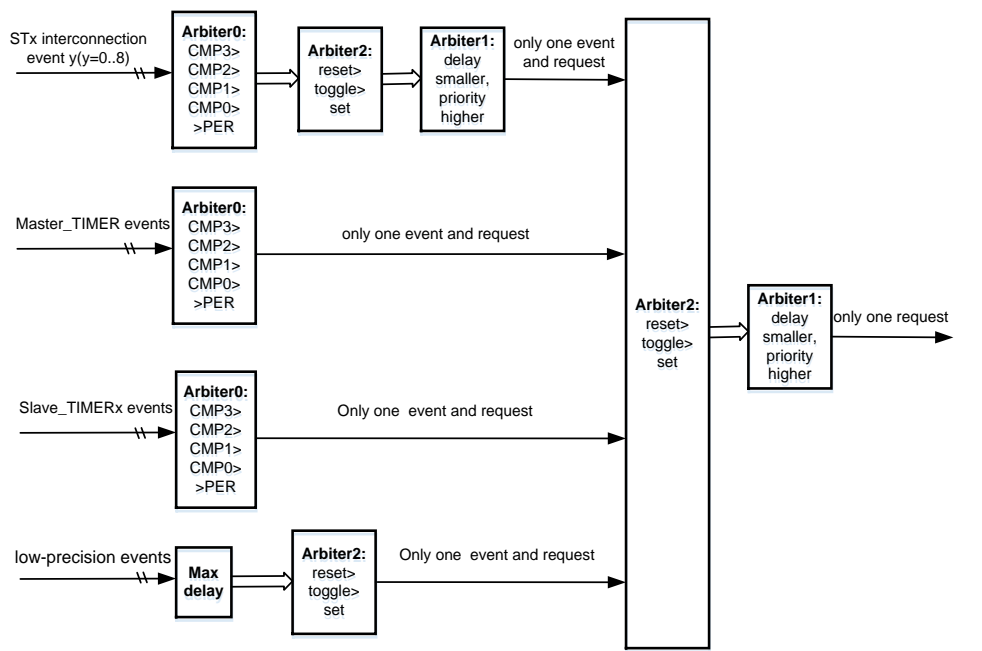 STx interconnection
event y(y=0..8)
Arbiter0:
CMP3>
CMP2>
CMP1>
CMP0>
>PER
Arbiter2:
reset>
toggle>
set
Arbiter1:
delay
smaller,
priority
higher
only one event
and request
Master_TIMER events
Arbiter0:
CMP3>
CMP2>
CMP1>
CMP0>
>PER
only one event and request
Slave_TIMERx events
Arbiter0:
CMP3>
CMP2>
CMP1>
CMP0>
>PER
Only one event and request
low-precision events
Max
delay
Arbiter2:
reset>
toggle>
set
Only one event and request
Arbiter2:
reset>
toggle>
set
Arbiter1:
delay
smaller,
priority
higher
only one request